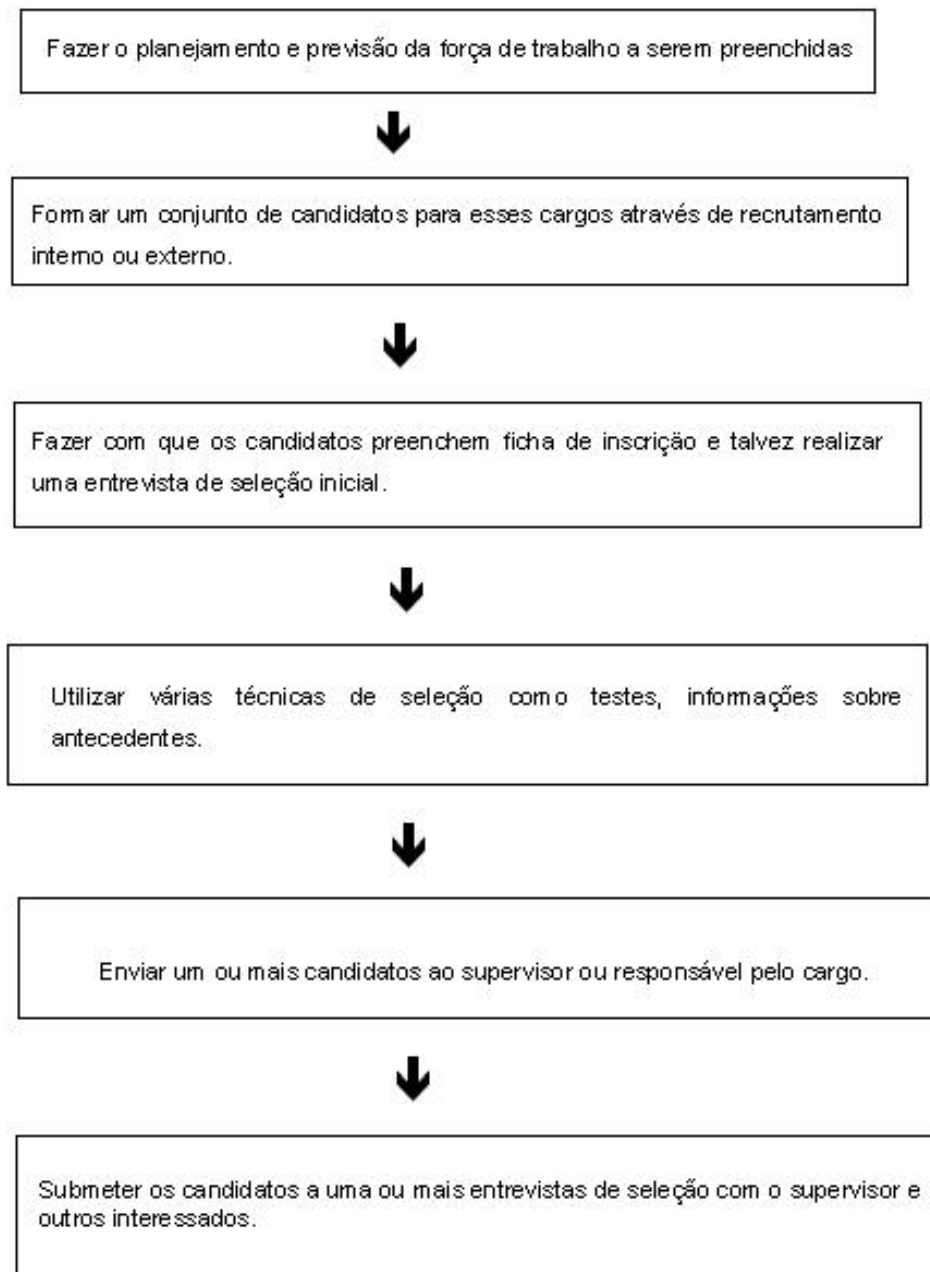 Fazer o planejamento e previsão da força de trabalho a serem preenchidas
Formar um conjunto de candidatos para esses cargos através de recrutamento
interno ou externo.
Fazer com que os candidatos preenchem ficha de inscrição e talvez realizar
uma entrevista de seleção inicial.
Utilizar várias técnicas de seleção como testes, informações sobre
antecedentes.
Enviar um ou mais candidatos ao supervisor ou responsável pelo cargo.
Submeter os candidatos a uma ou mais entrevistas de seleção com o supervisor e
outros interessados.